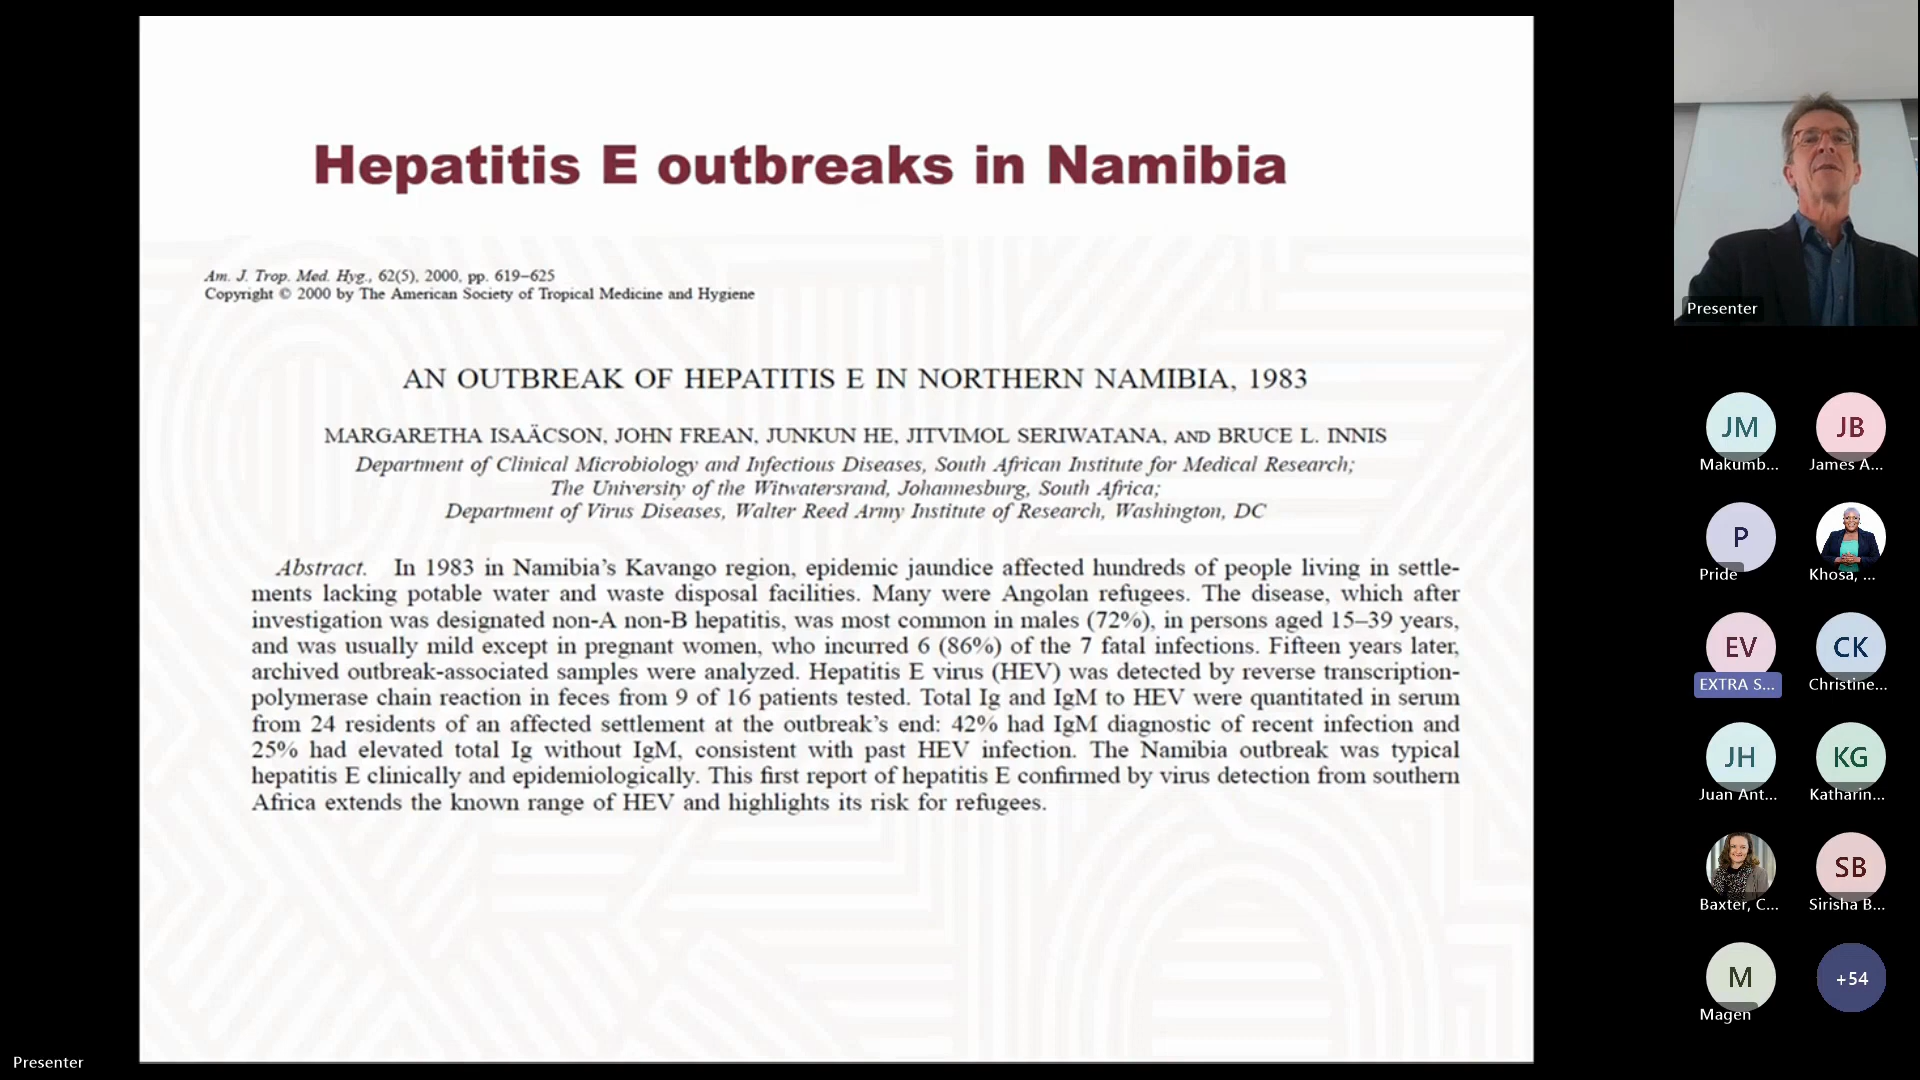 Hepatitis E outbreaks in Namibia
Am. J. Trop. Med. Hyg., 62(5), 2000, pp. 619–625
Copyright © 2000 by The American Society of Tropical Medicine and Hygiene
AN OUTBREAK OF HEPATITIS E IN NORTHERN NAMIBIA, 1983
MARGARETHA ISAÄCSON, JOHN FREAN, JUNKUN HE, JITVIMOL SERIWATANA, AND BRUCE L. INNIS
Department of Clinical Microbiology and Infectious Diseases, South African Institute for Medical Research;
The University of the Witwatersrand, Johannesburg, South Africa;
Department of Virus Diseases, Walter Reed Army Institute of Research, Washington, DC
Abstract. In 1983 in Namibia's Kavango region, epidemic jaundice affected hundreds of people living in settle-
ments lacking potable water and waste disposal facilities. Many were Angolan refugees. The disease, which after
investigation was designated non-A non-B hepatitis, was most common in males (72%), in persons aged 15–39 years,
and was usually mild except in pregnant women, who incurred 6 (86%) of the 7 fatal infections. Fifteen years later,
archived outbreak-associated samples were analyzed. Hepatitis E virus (HEV) was detected by reverse transcription-
polymerase chain reaction in feces from 9 of 16 patients tested. Total Ig and IgM to HEV were quantitated in serum
from 24 residents of an affected settlement at the outbreak's end: 42% had IgM diagnostic of recent infection and
25% had elevated total Ig without IgM, consistent with past HEV infection. The Namibia outbreak was typical
hepatitis E clinically and epidemiologically. This first report of hepatitis E confirmed by virus detection from southern
Africa extends the known range of HEV and highlights its risk for refugees.
Presenter
Presenter
JM
Makumb...
JB
James A...
P
Pride
Khosa, ...
EV
EXTRA S...
CK
Christine...
JH
Juan Ant...
KG
Katharin...
Baxter, C...
SB
Sirisha B...
M
Magen
+54